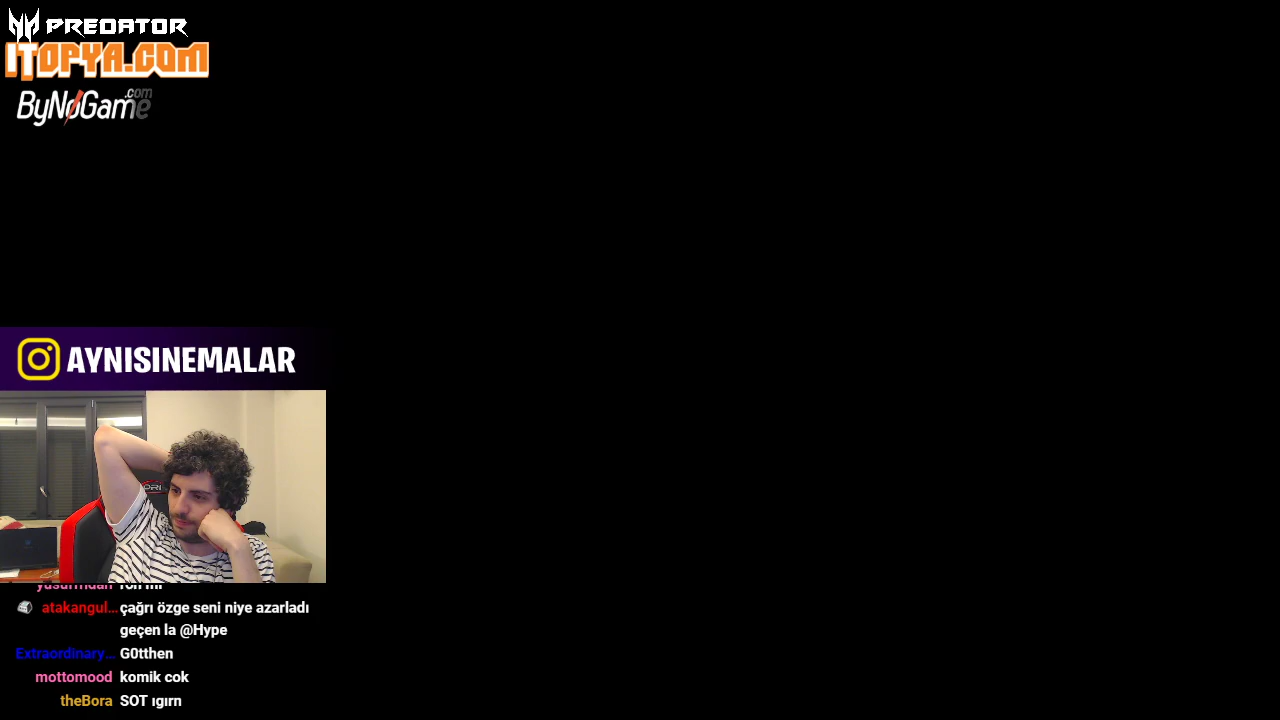 PREDATOR
ITOPYA.COM
ByNoGame.com
AYNISINEMALAR
atakangul... çağrı özge seni niye azarladı
geçen la @Hype
Extraordinary... G0tthen
mottomood komik cok
theBora SOT ıgırn